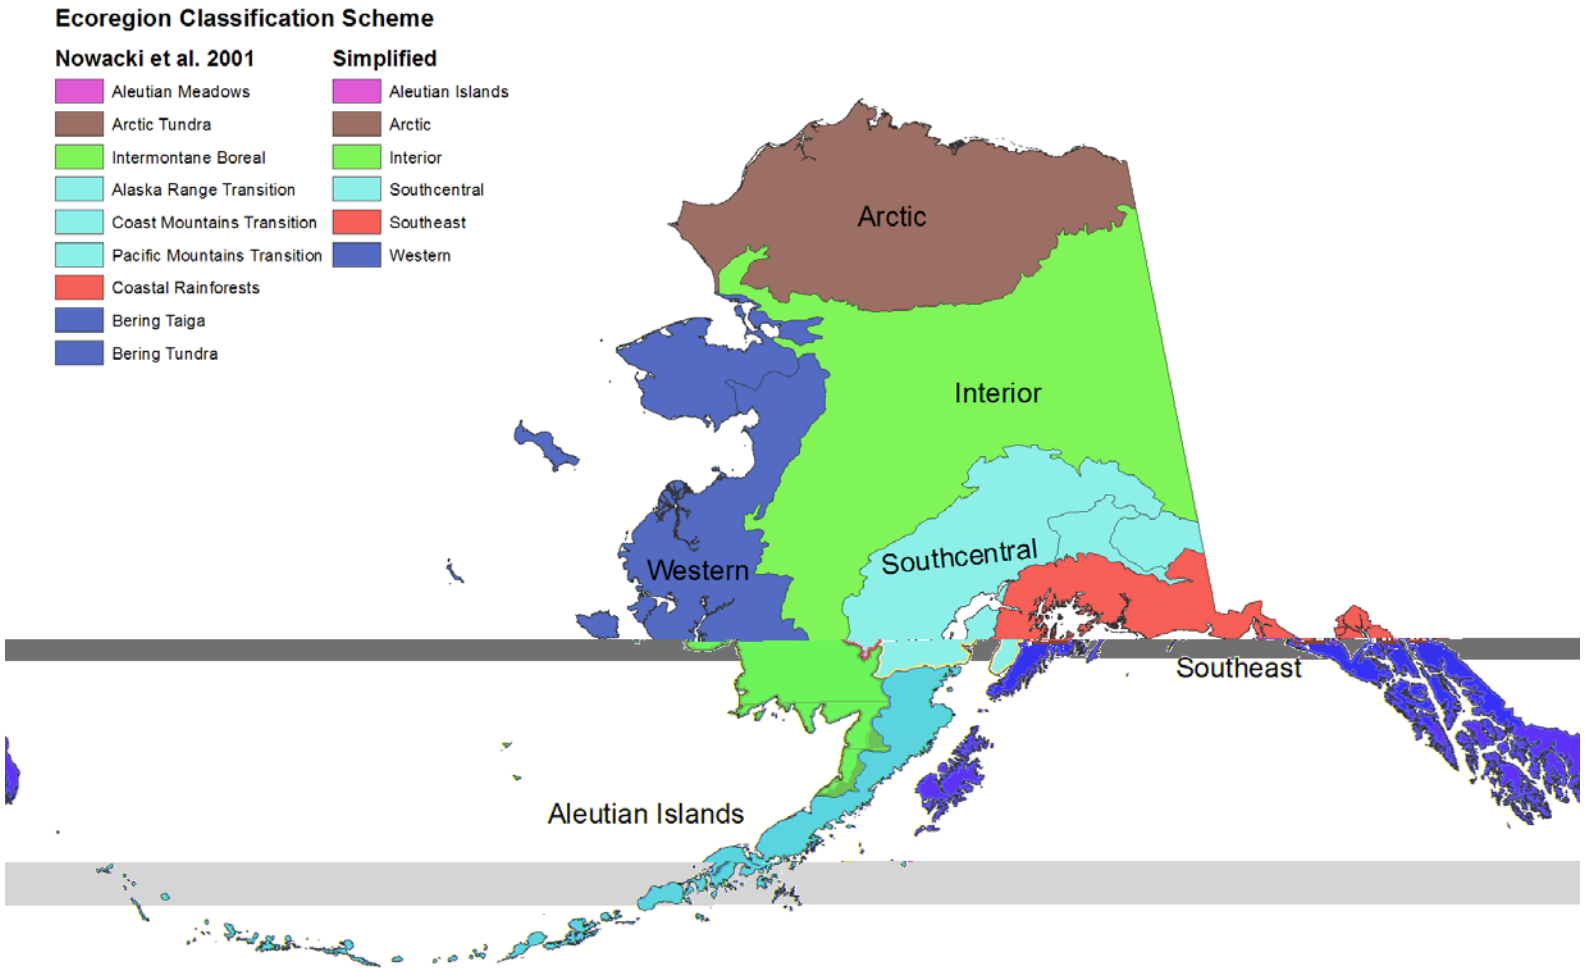 Ecoregion Classification Scheme
Nowacki et al. 2001
Aleutian Meadows
Arctic Tundra
Intermontane Boreal
Alaska Range Transition
Coast Mountains Transition
Pacific Mountains Transition
Coastal Rainforests
Bering Taiga
Bering Tundra
Simplified
Aleutian Islands
Arctic
Interior
Southcentral
Southeast
Western
Arctic
Interior
Southcentral
Western
Southeast
Aleutian Islands